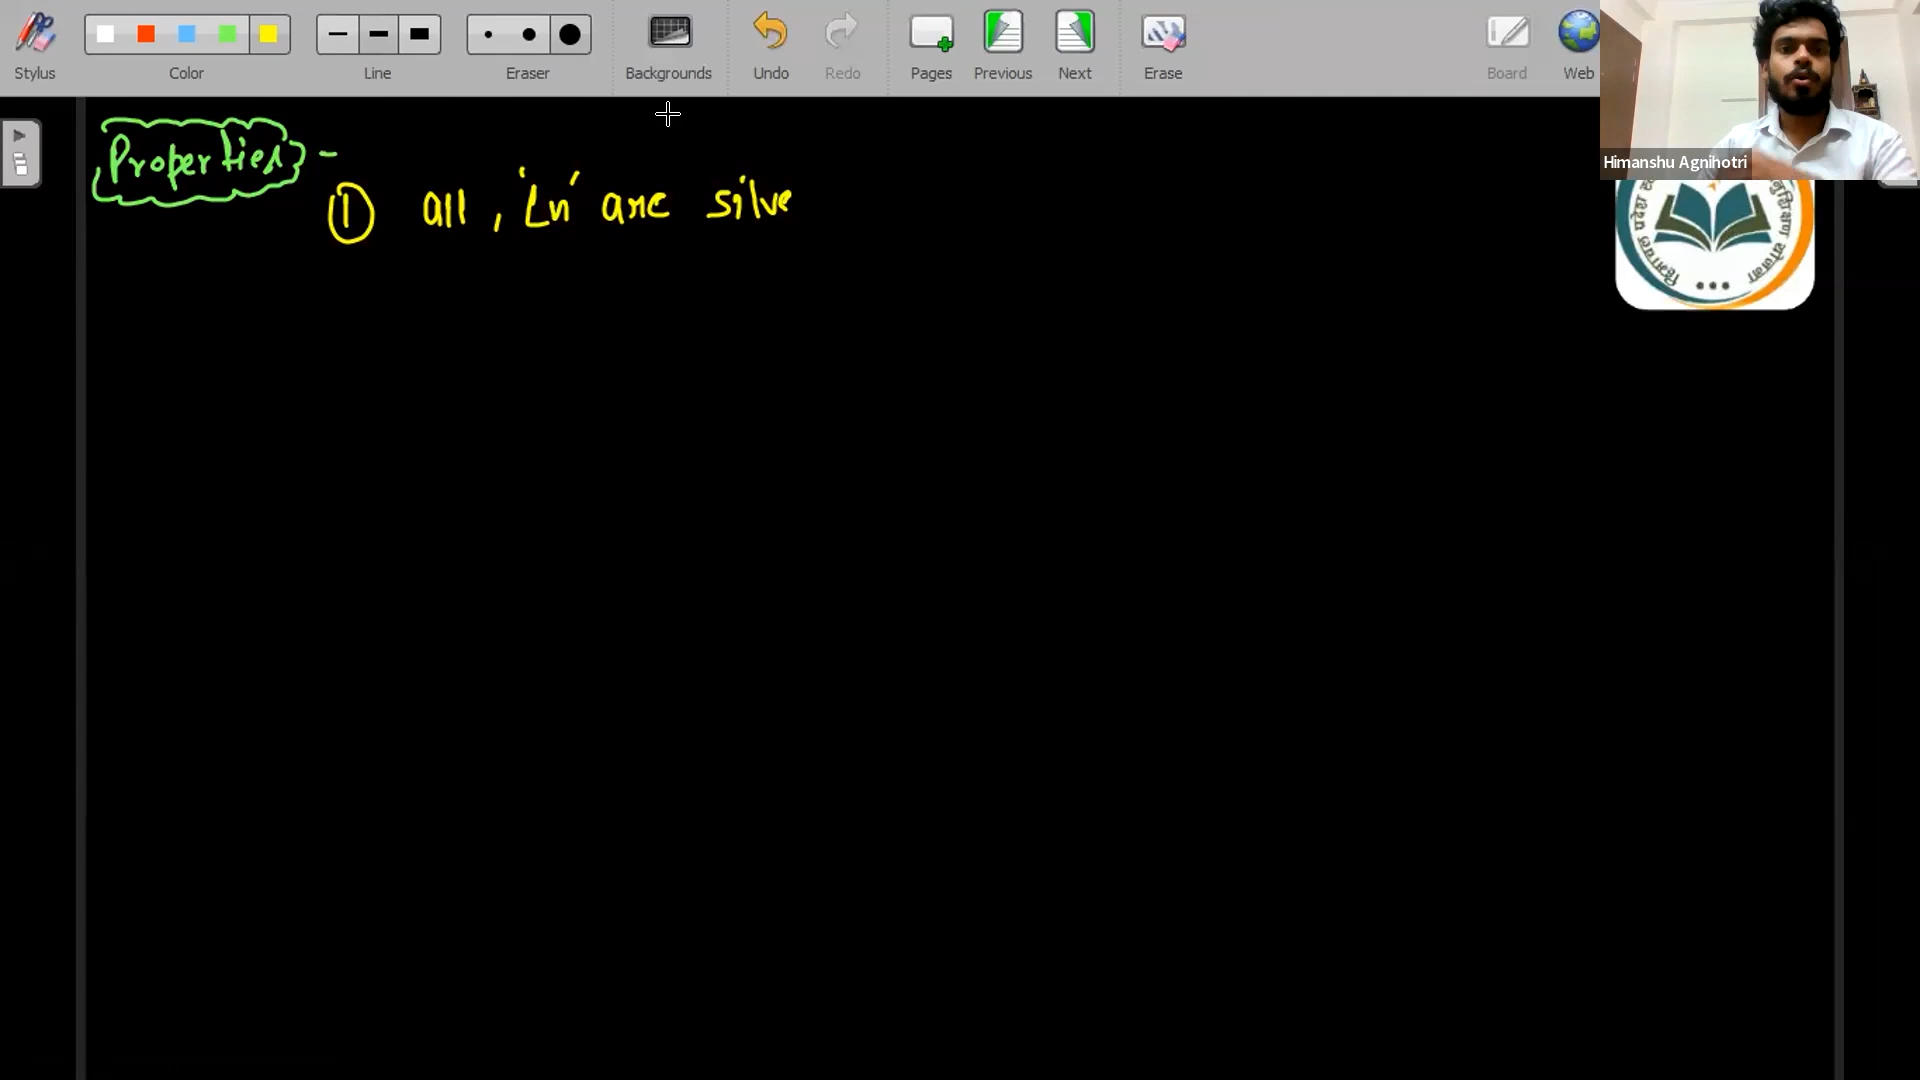 Stylus
Color
Line
Eraser
Backgrounds
Undo
Redo
Pages
Previous
Next
Erase
Board
Web
Himanshu Agnihotri
Properties -
① all, 'Ln' are silve